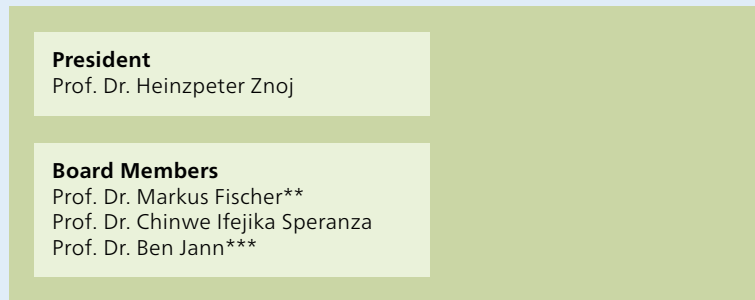 President
Prof. Dr. Heinzpeter Znoj
Board Members
Prof. Dr. Markus Fischer**
Prof. Dr. Chinwe Ifejika Speranza
Prof. Dr. Ben Jann***